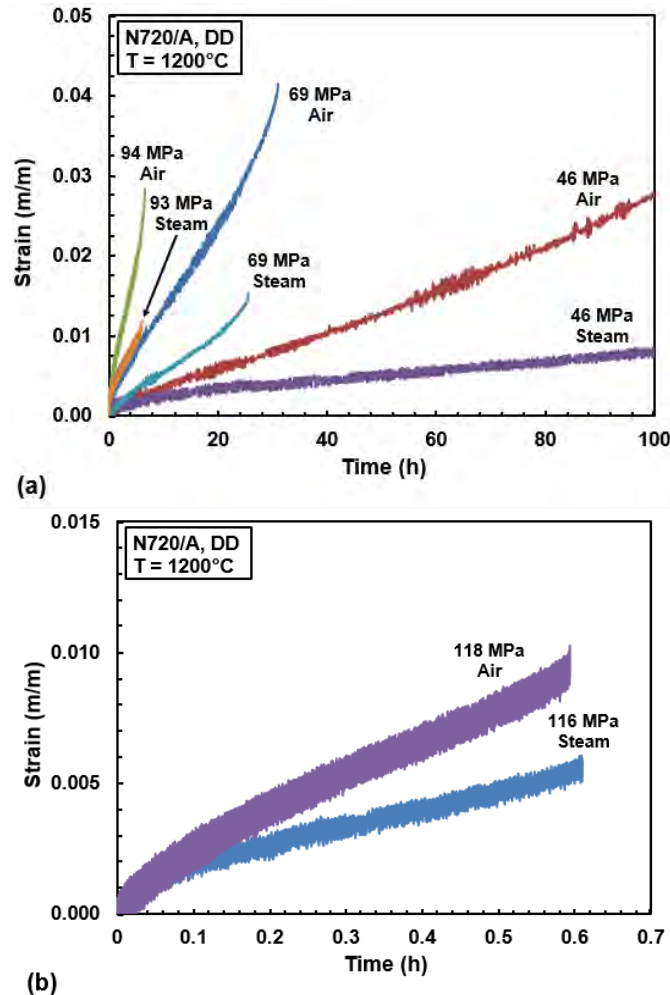 N720/A, DD
T = 1200°C
0.05
0.04
0.03
0.02
0.01
0.00
Strain (m/m)
94 MPa
Air
93 MPa
Steam
69 MPa
Air
69 MPa
Steam
46 MPa
Air
46 MPa
Steam
0
20
40
60
80
100
Time (h)
(a)
N720/A, DD
T = 1200°C
0.015
0.010
0.005
0.000
Strain (m/m)
118 MPa
Air
116 MPa
Steam
0
0.1
0.2
0.3
0.4
0.5
0.6
0.7
Time (h)
(b)